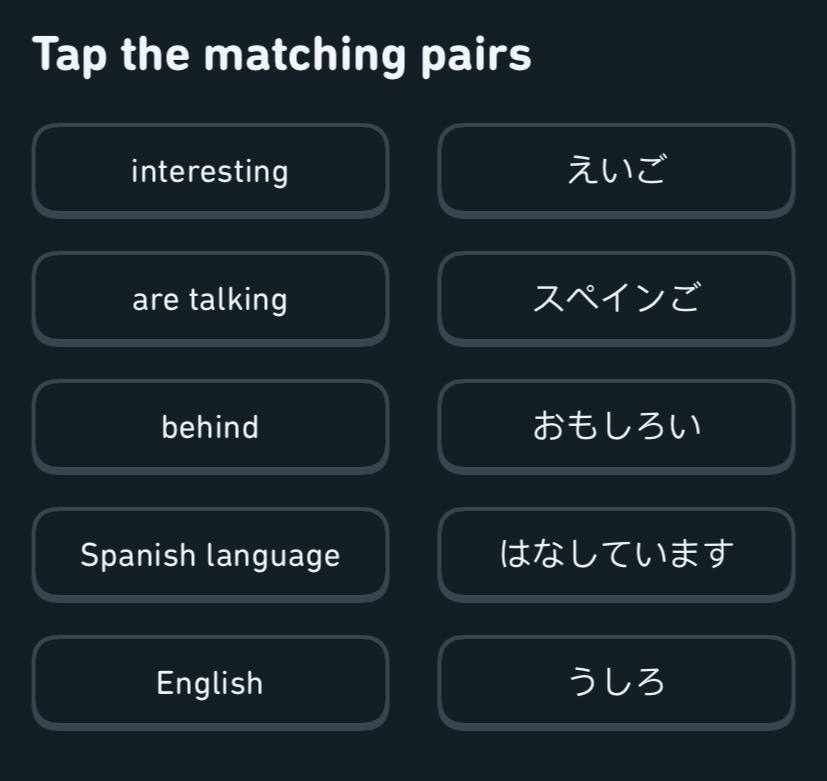 Tap the matching pairs
interesting
えいご
are talking
スペインご
behind
おもしろい
Spanish language
はなしています
English
うしろ